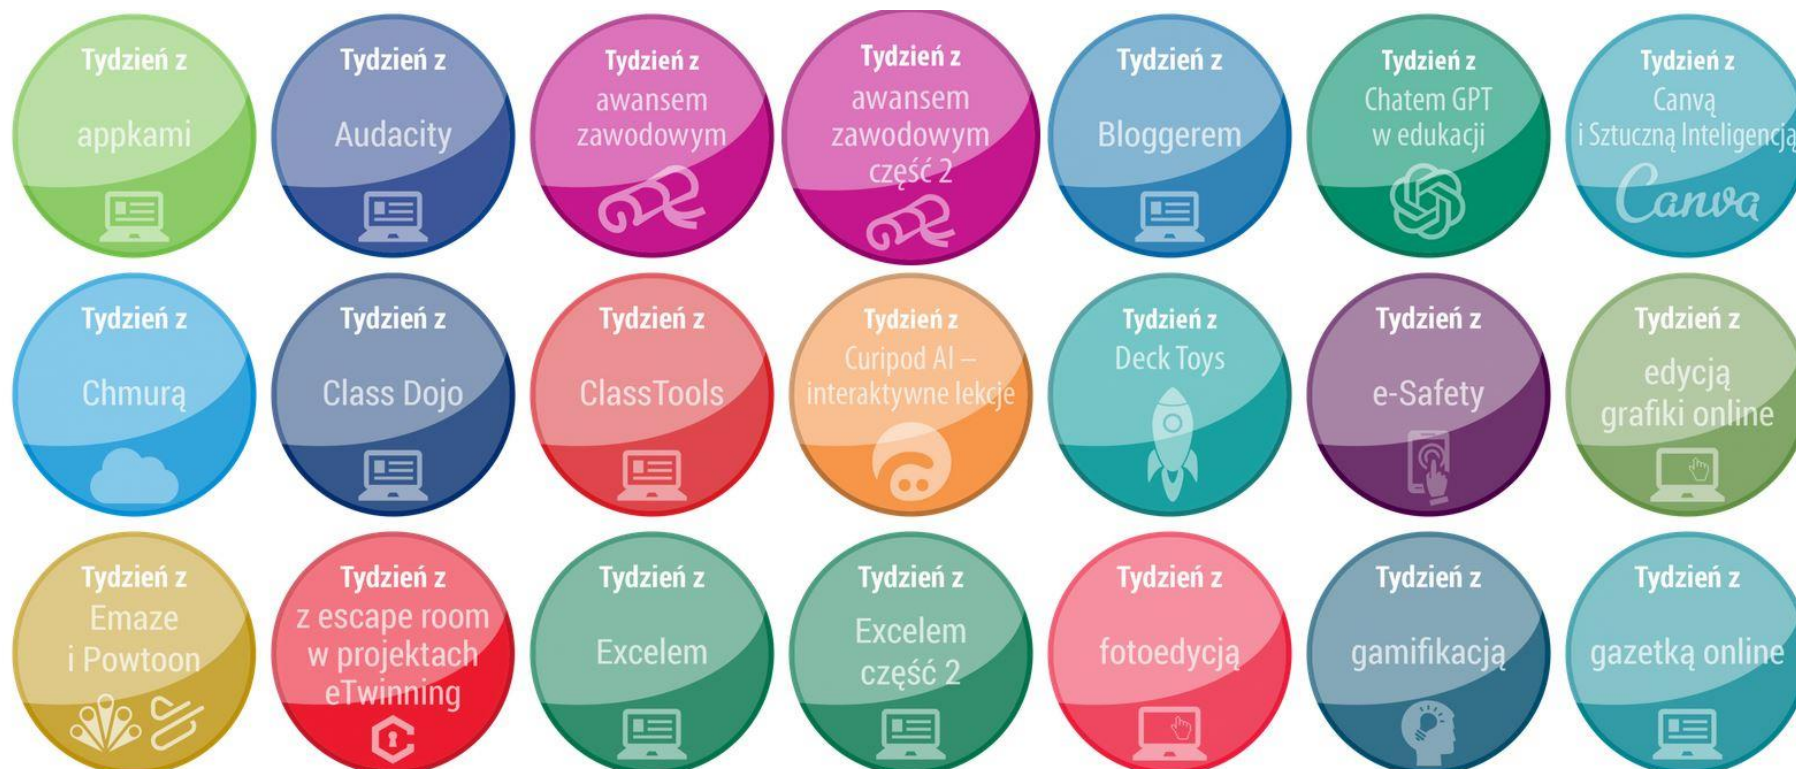 Tydzień z
appkami
Tydzień z
Audacity
Tydzień z
awansem
zawodowym
Tydzień z
awansem
zawodowym
część 2
Tydzień z
Bloggerem
Tydzień z
Chatem GPT
w edukacji
Tydzień z
Canvą
i Sztuczną Inteligencją
Canva
Tydzień z
Chmurą
Tydzień z
Class Dojo
Tydzień z
ClassTools
Tydzień z
Curipod AI –
interaktywne lekcje
Tydzień z
Deck Toys
Tydzień z
e-Safety
Tydzień z
edycją
grafiki online
Tydzień z
Emaze
i Powtoon
Tydzień z
z escape room
w projektach
eTwinning
Tydzień z
Excelem
Tydzień z
Excelem
część 2
Tydzień z
fotoedycją
Tydzień z
gamifikacją
Tydzień z
gazetką online